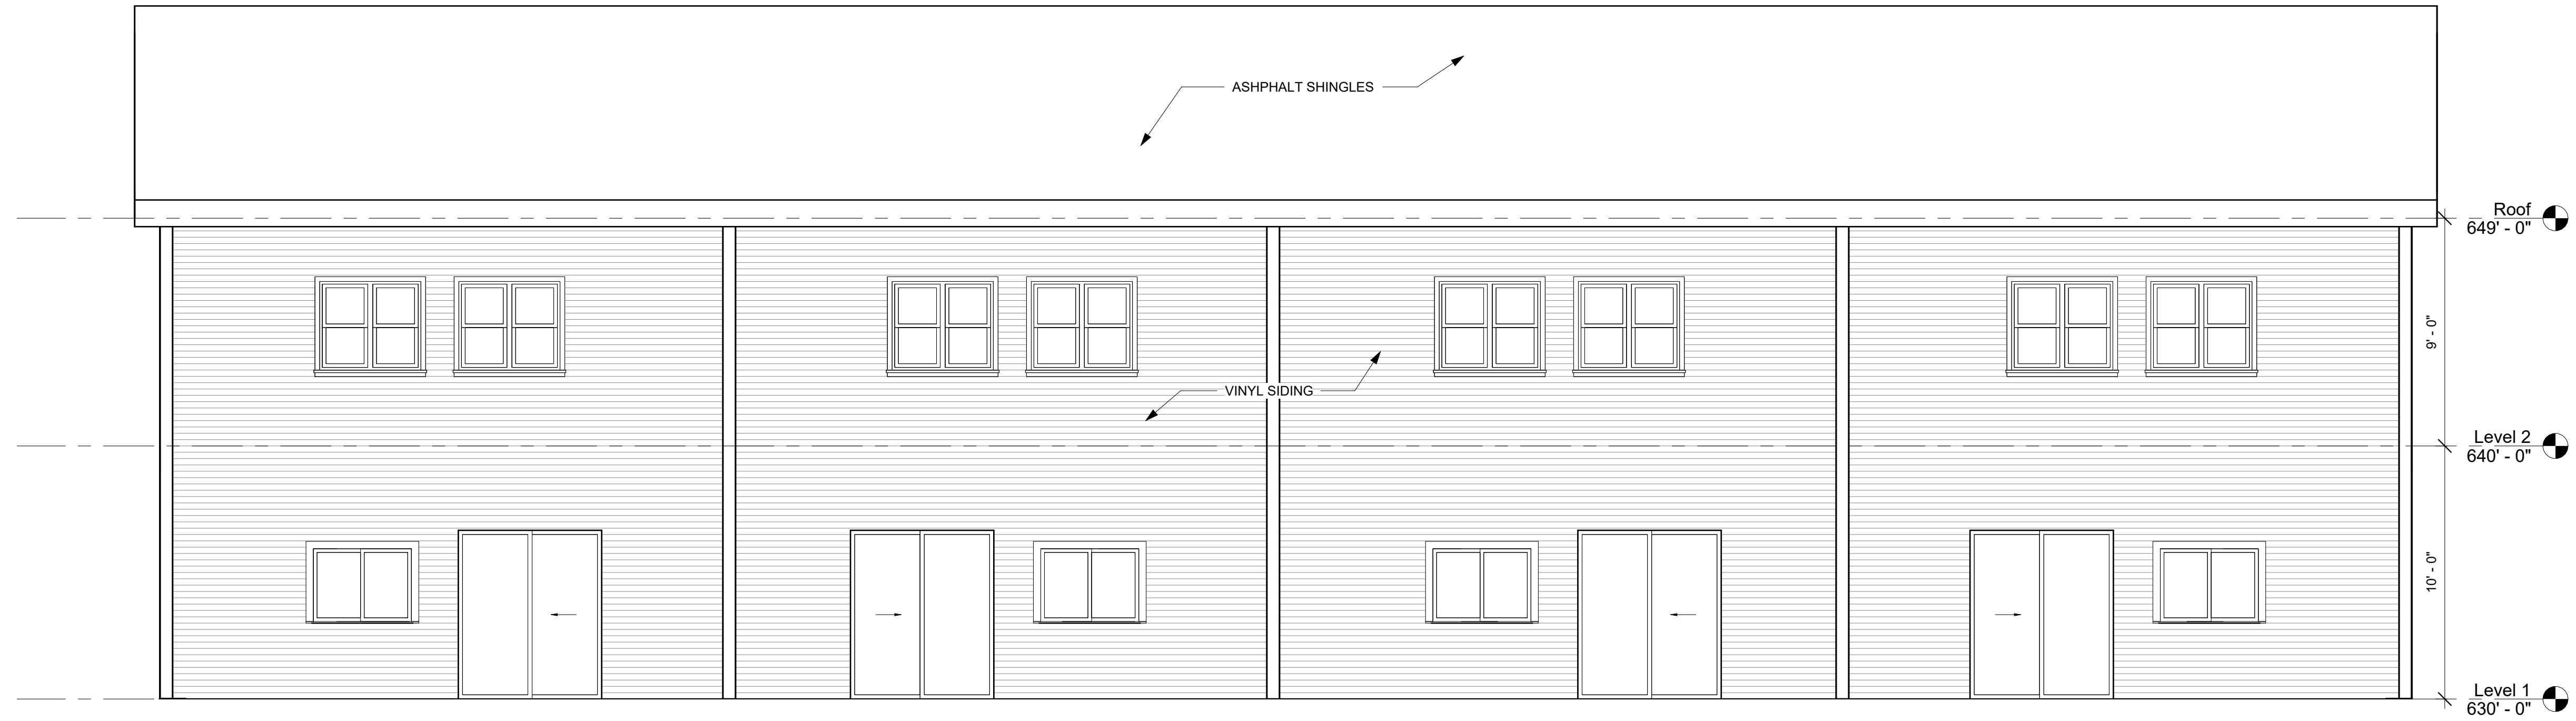 ASHPHALT SHINGLES
Roof
649' - 0"
9' - 0"
VINYL SIDING
Level 2
640' - 0"
10' - 0"
Level 1
630' - 0"